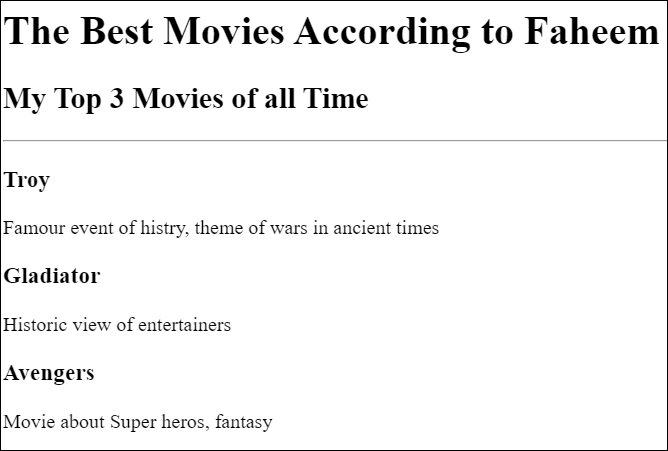 The Best Movies According to Faheem
My Top 3 Movies of all Time
Troy
Famour event of histry, theme of wars in ancient times
Gladiator
Historic view of entertainers
Avengers
Movie about Super heros, fantasy